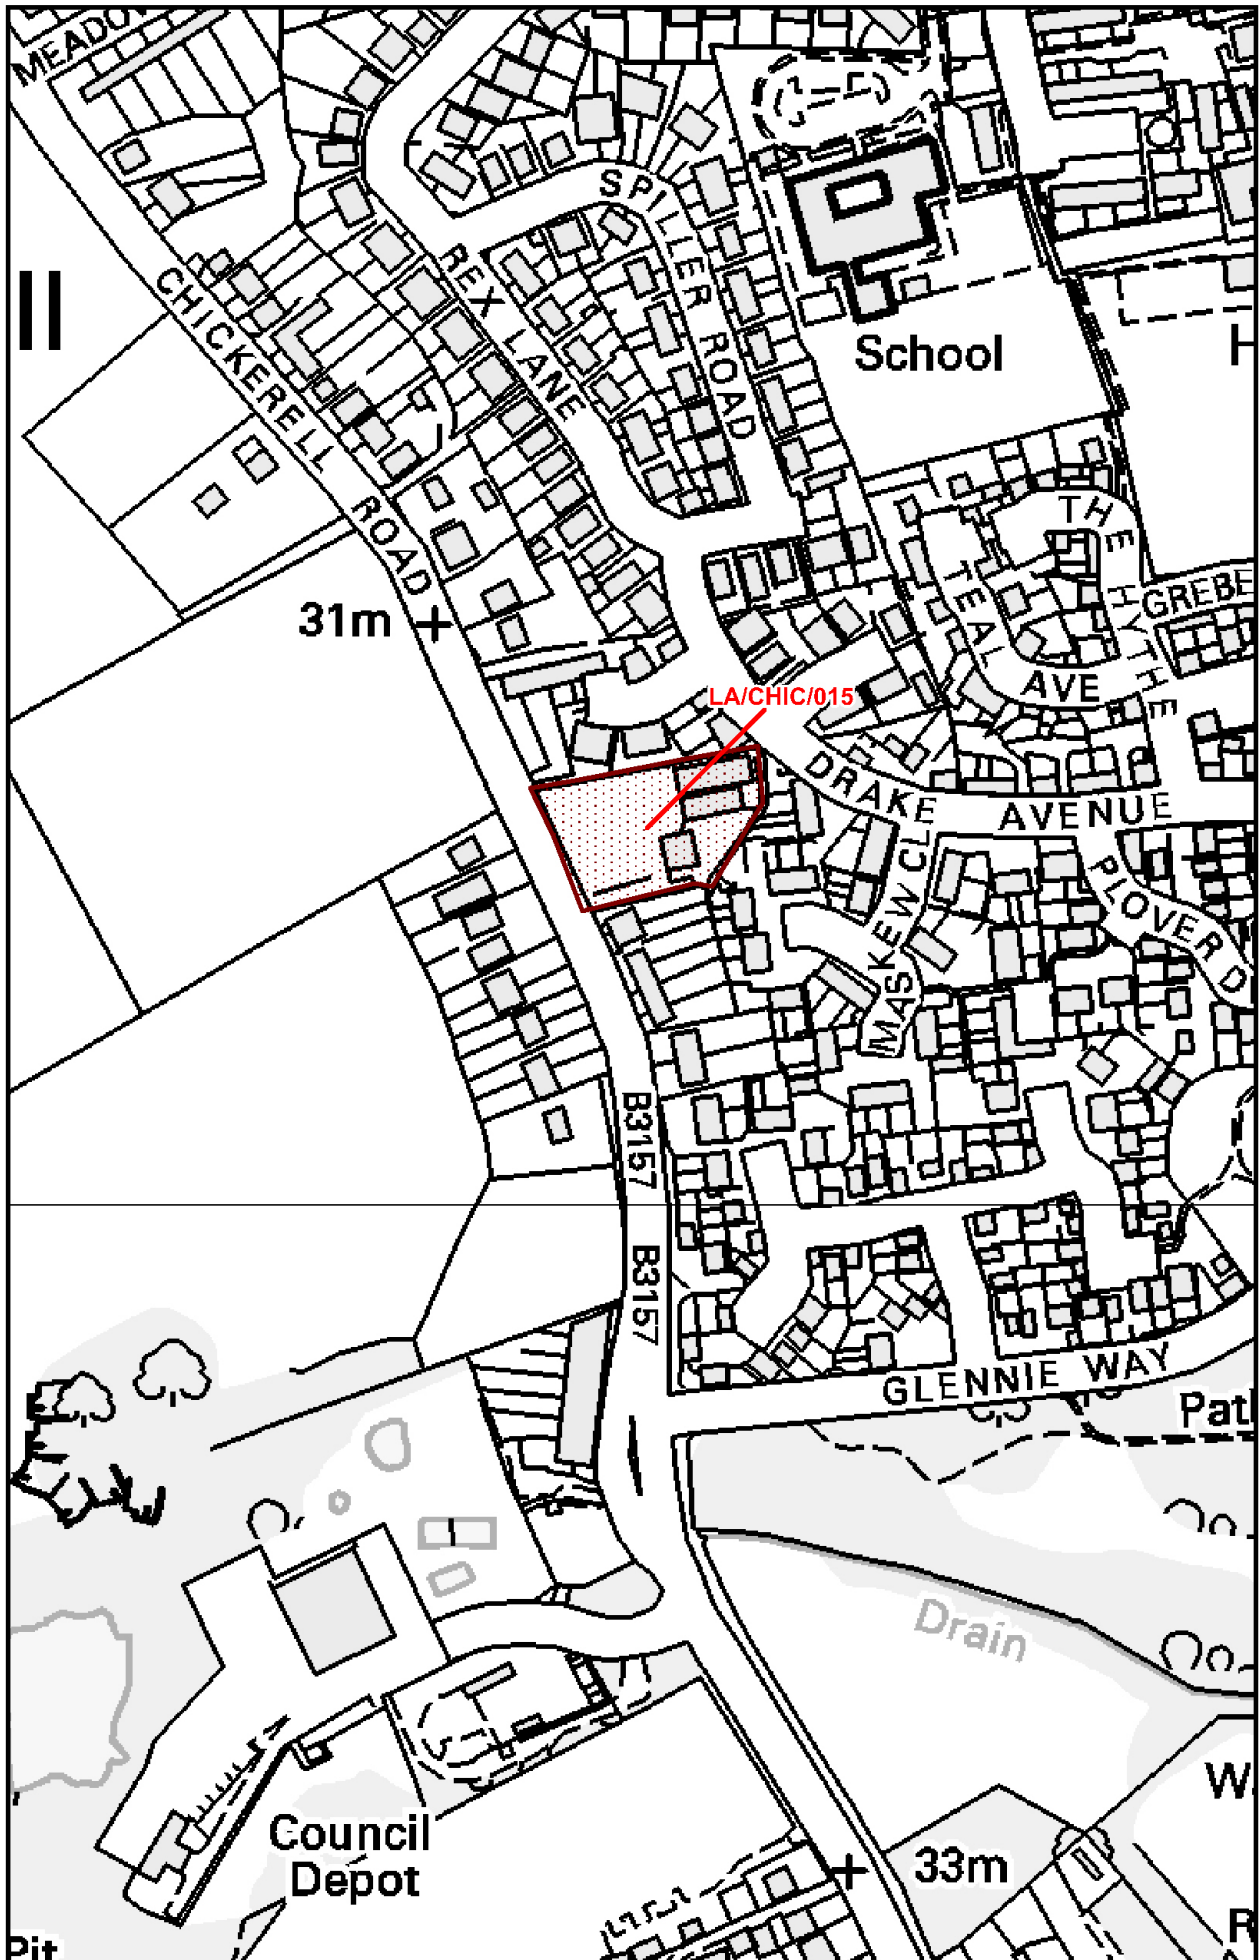 SPILLER ROAD
REX LANE
CHICKERELL ROAD
School
THE HYTHE
TEAL AVE
GREBE
31m
LA/CHIC/015
DRAKE AVENUE
MASKEW CL
PLOVER D
B3157
B3157
GLENNIE WAY
Drain
Council
Depot
33m